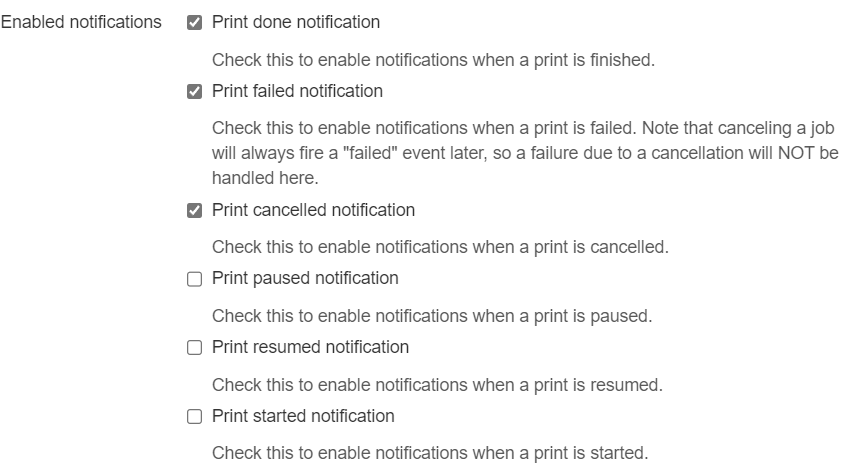 Enabled notifications
Print done notification
Check this to enable notifications when a print is finished.
Print failed notification
Check this to enable notifications when a print is failed. Note that canceling a job
will always fire a "failed" event later, so a failure due to a cancellation will NOT be
handled here.
Print cancelled notification
Check this to enable notifications when a print is cancelled.
Print paused notification
Check this to enable notifications when a print is paused.
Print resumed notification
Check this to enable notifications when a print is resumed.
Print started notification
Check this to enable notifications when a print is started.